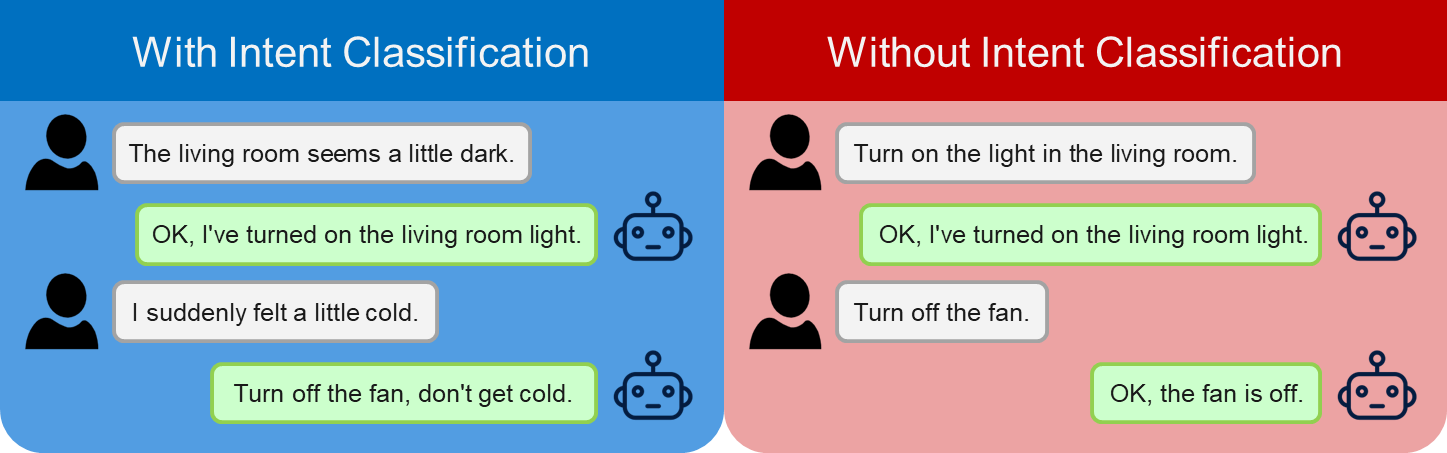 With Intent Classification
The living room seems a little dark.
OK, I've turned on the living room light.
I suddenly felt a little cold.
Turn off the fan, don't get cold.
Without Intent Classification
Turn on the light in the living room.
OK, I've turned on the living room light.
Turn off the fan.
OK, the fan is off.